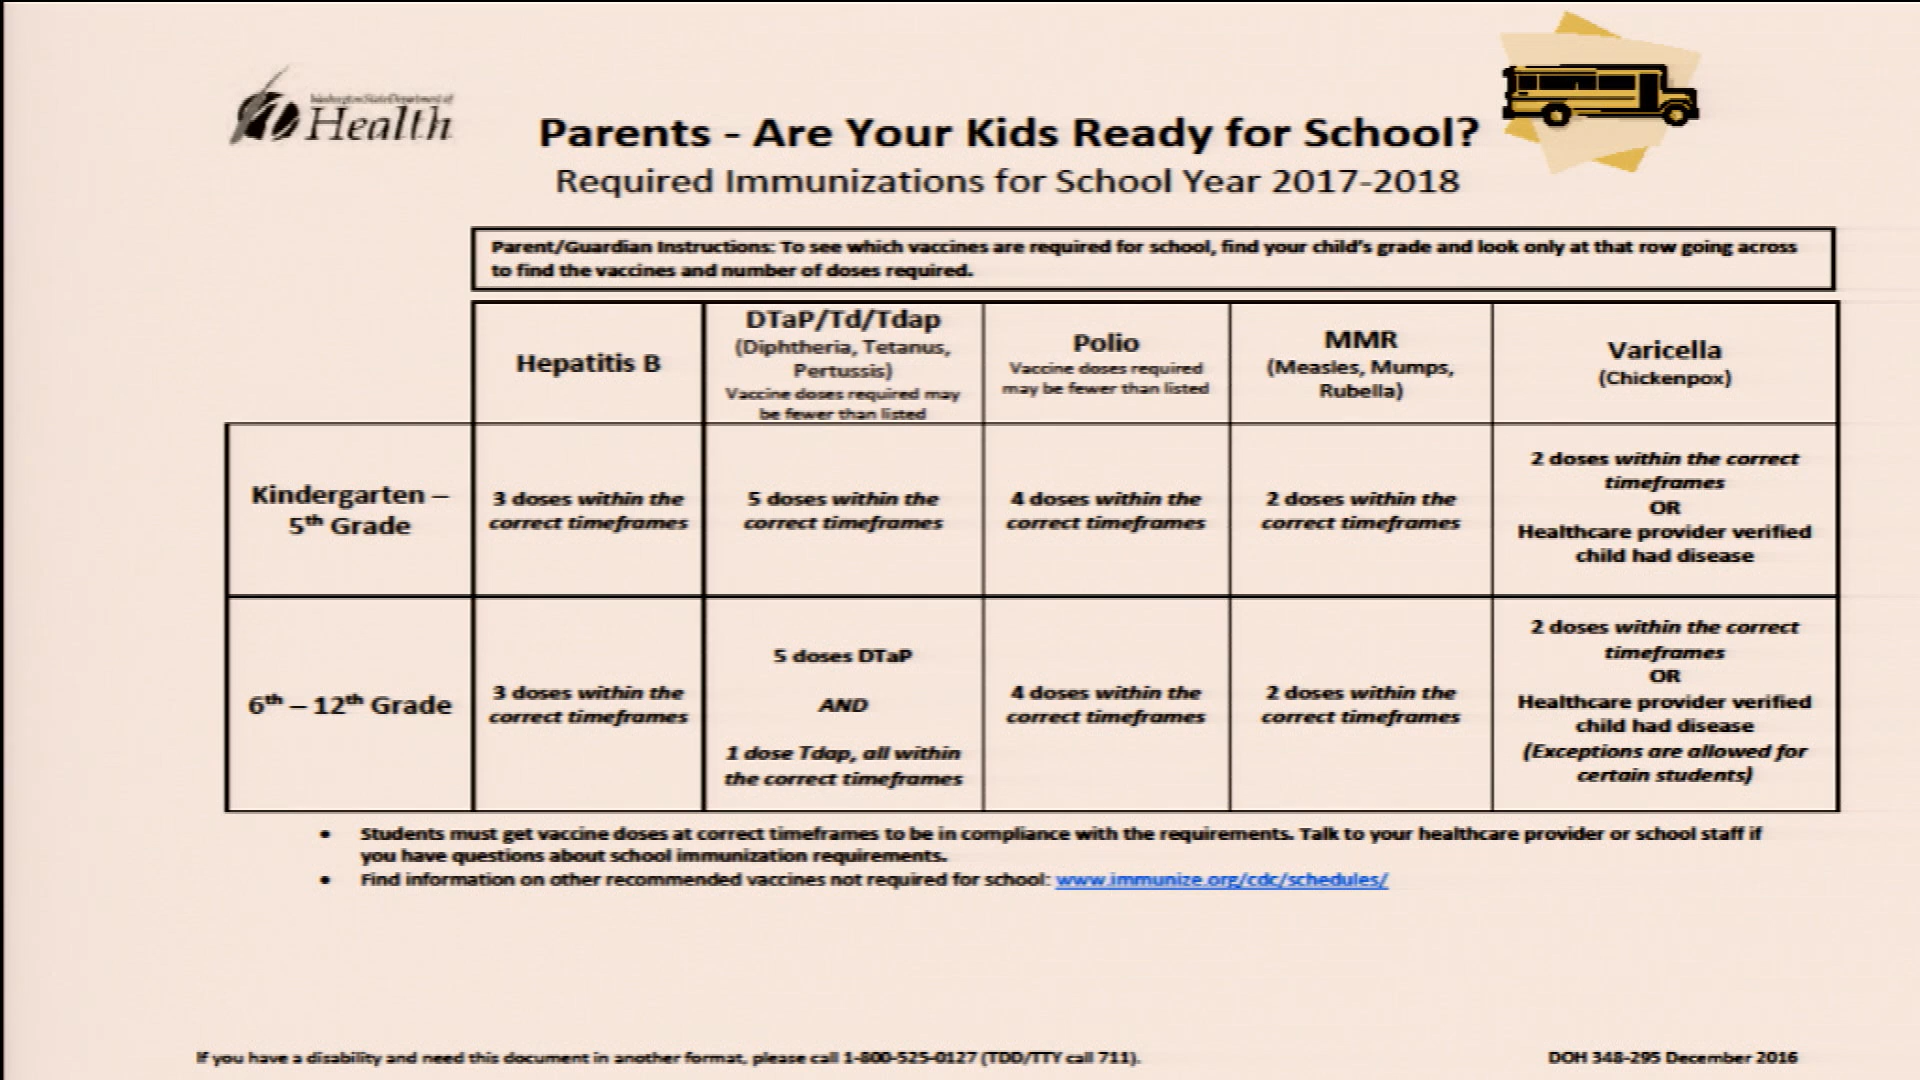 Washington State Department of
Health
Parents - Are Your Kids Ready for School?
Required Immunizations for School Year 2017-2018
Parent/Guardian Instructions: To see which vaccines are required for school, find your child's grade and look only at that row going across
to find the vaccines and number of doses required.
Hepatitis B
DTaP/Td/Tdap
(Diphtheria, Tetanus,
Pertussis)
Vaccine doses required may
be fewer than listed
Polio
Vaccine doses required
may be fewer than listed
MMR
(Measles, Mumps,
Rubella)
Varicella
(Chickenpox)
Kindergarten –
5th Grade
3 doses within the
correct timeframes
5 doses within the
correct timeframes
4 doses within the
correct timeframes
2 doses within the
correct timeframes
2 doses within the correct
timeframes
OR
Healthcare provider verified
child had disease
6th – 12th Grade
3 doses within the
correct timeframes
5 doses DTaP
AND
1 dose Tdap, all within
the correct timeframes
4 doses within the
correct timeframes
2 doses within the
correct timeframes
2 doses within the correct
timeframes
OR
Healthcare provider verified
child had disease
(Exceptions are allowed for
certain students)
• Students must get vaccine doses at correct timeframes to be in compliance with the requirements. Talk to your healthcare provider or school staff if
you have questions about school immunization requirements.
• Find information on other recommended vaccines not required for school: www.immunize.org/cdc/schedules/
If you have a disability and need this document in another format, please call 1-800-525-0127 (TDD/TTY call 711).
DOH 348-295 December 2016